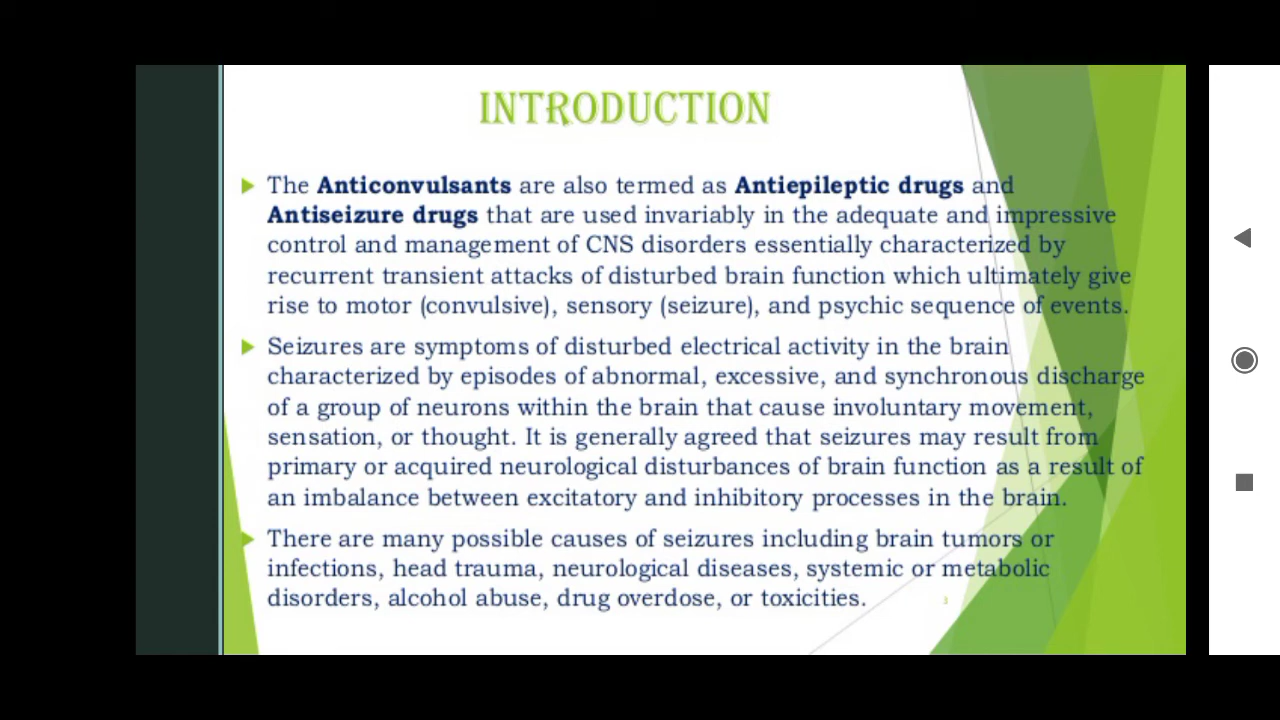 INTRODUCTION
The Anticonvulsants are also termed as Antiepileptic drugs and
Antiseizure drugs that are used invariably in the adequate and impressive
control and management of CNS disorders essentially characterized by
recurrent transient attacks of disturbed brain function which ultimately give
rise to motor (convulsive), sensory (seizure), and psychic sequence of events.
Seizures are symptoms of disturbed electrical activity in the brain
characterized by episodes of abnormal, excessive, and synchronous discharge
of a group of neurons within the brain that cause involuntary movement,
sensation, or thought. It is generally agreed that seizures may result from
primary or acquired neurological disturbances of brain function as a result of
an imbalance between excitatory and inhibitory processes in the brain.
There are many possible causes of seizures including brain tumors or
infections, head trauma, neurological diseases, systemic or metabolic
disorders, alcohol abuse, drug overdose, or toxicities.